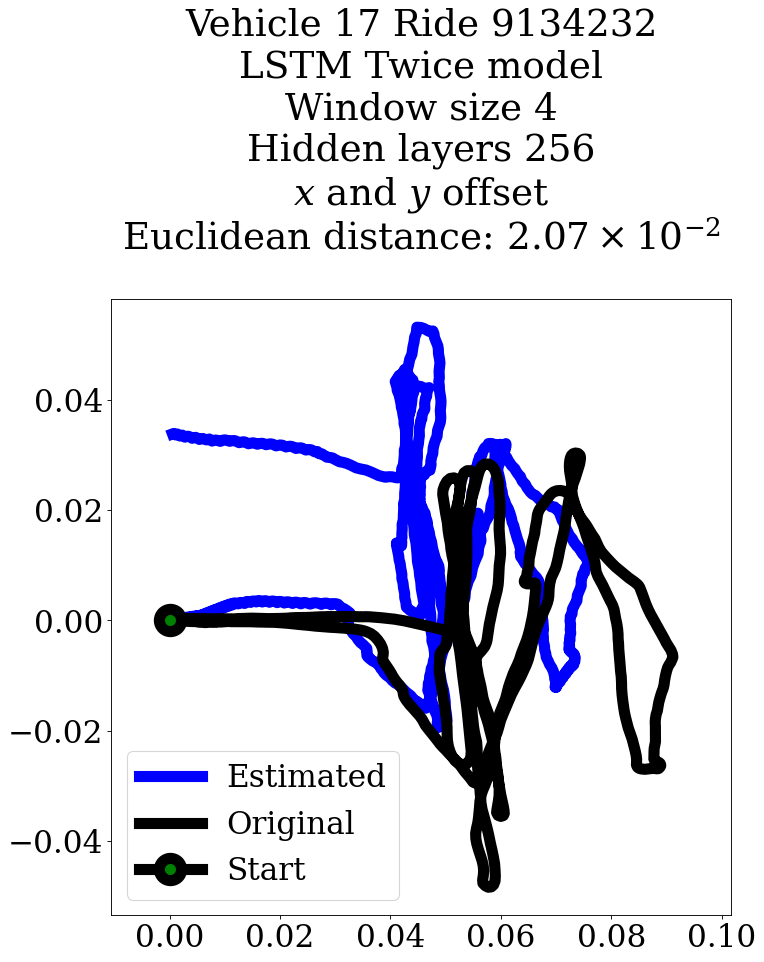 Vehicle 17 Ride 9134232
LSTM Twice model
Window size 4
Hidden layers 256
x and y offset
Euclidean distance: 2.07 × 10⁻²
0.04
0.02
0.00
−0.02
−0.04
Estimated
Original
Start
0.00 0.02 0.04 0.06 0.08 0.10